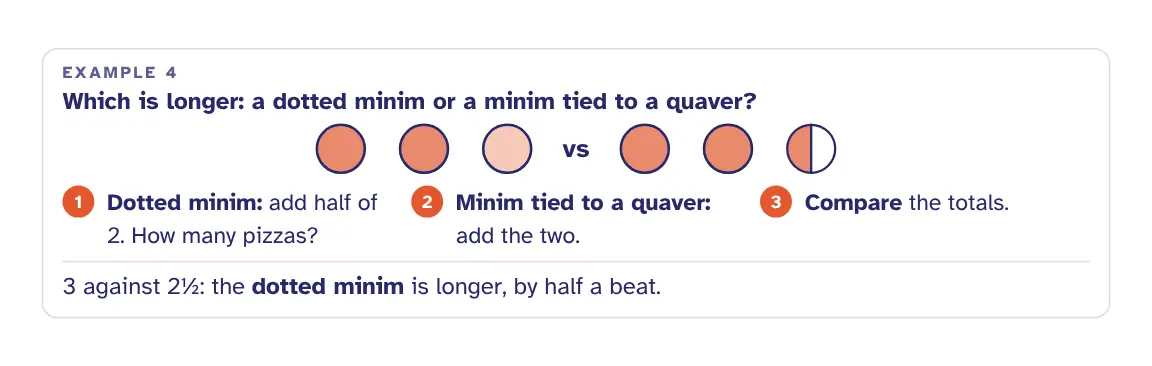 EXAMPLE 4
Which is longer: a dotted minim or a minim tied to a quaver?
vs
1 Dotted minim: add half of
2. How many pizzas?
2 Minim tied to a quaver:
add the two.
3 Compare the totals.
3 against 2½: the dotted minim is longer, by half a beat.